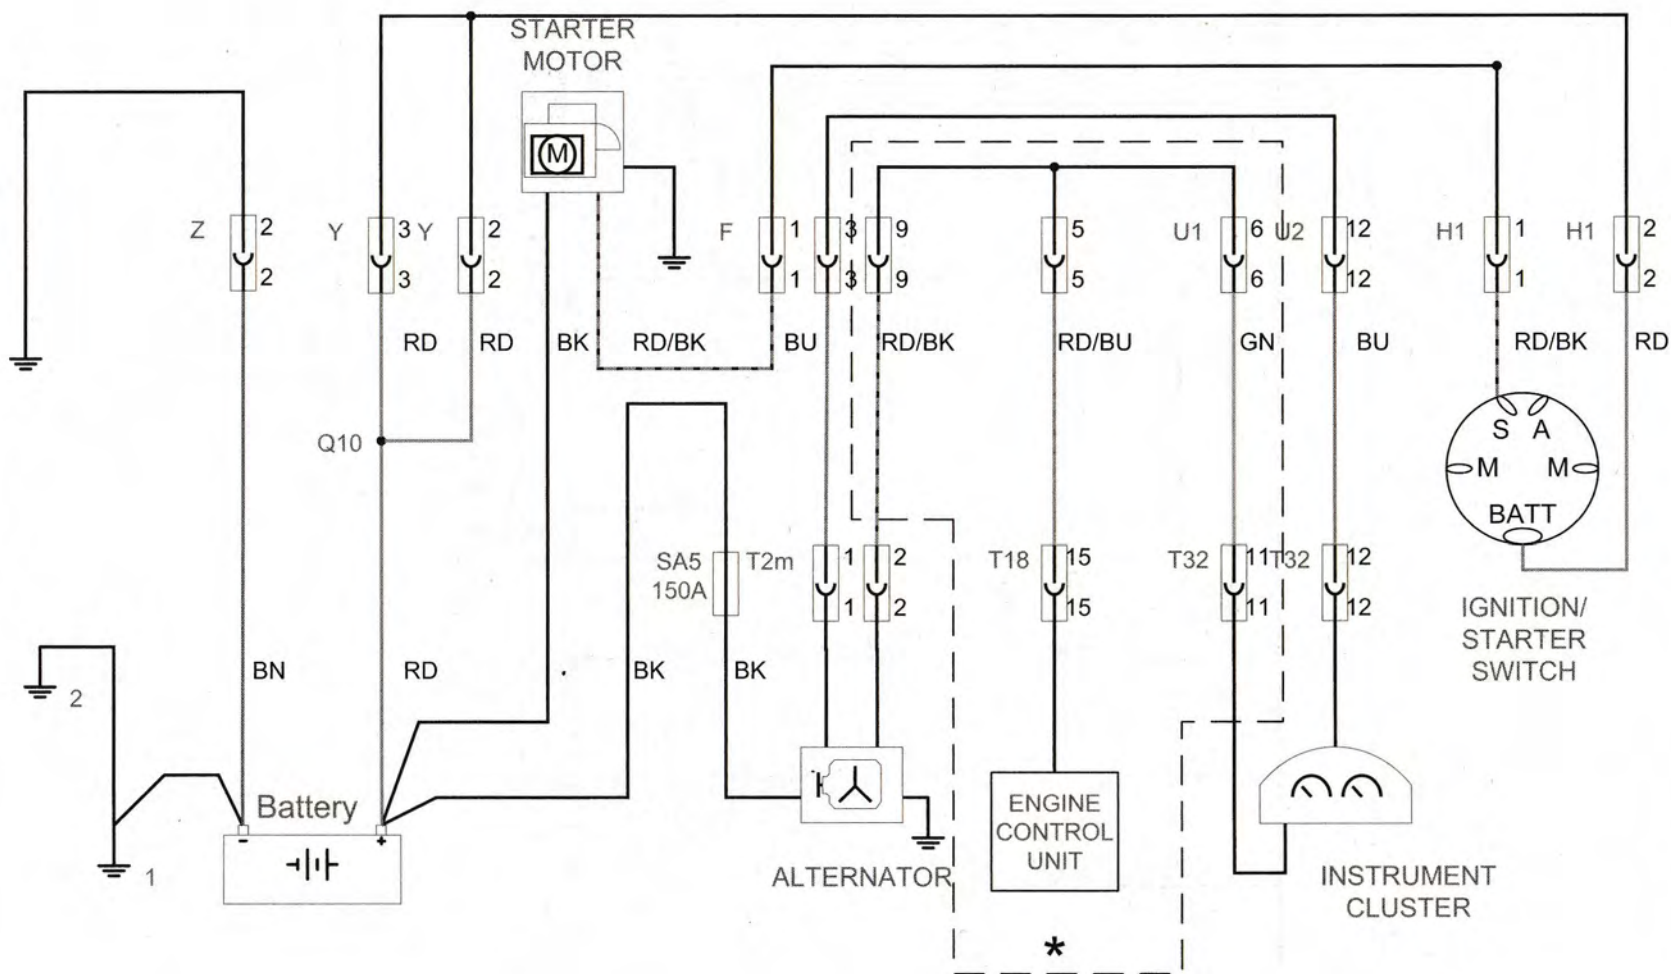 STARTER
MOTOR
M
Z 2 Y 3 Y 2 F 1 3 9 5 U1 6 U2 12 H1 1 H1 2
2 3 2 1 3 9 5 6 12 1 2
RD RD BK RD/BK BU RD/BK RD/BU GN BU RD/BK RD
Q10
S A
M M
BATT
SA5 T2m 1 2 T18 15 T32 11 T32 12
150A 1 2 15 11 12
IGNITION/
STARTER
SWITCH
BN RD BK BK
2
Battery
- +
1
ENGINE
CONTROL
UNIT
ALTERNATOR
INSTRUMENT
CLUSTER
*